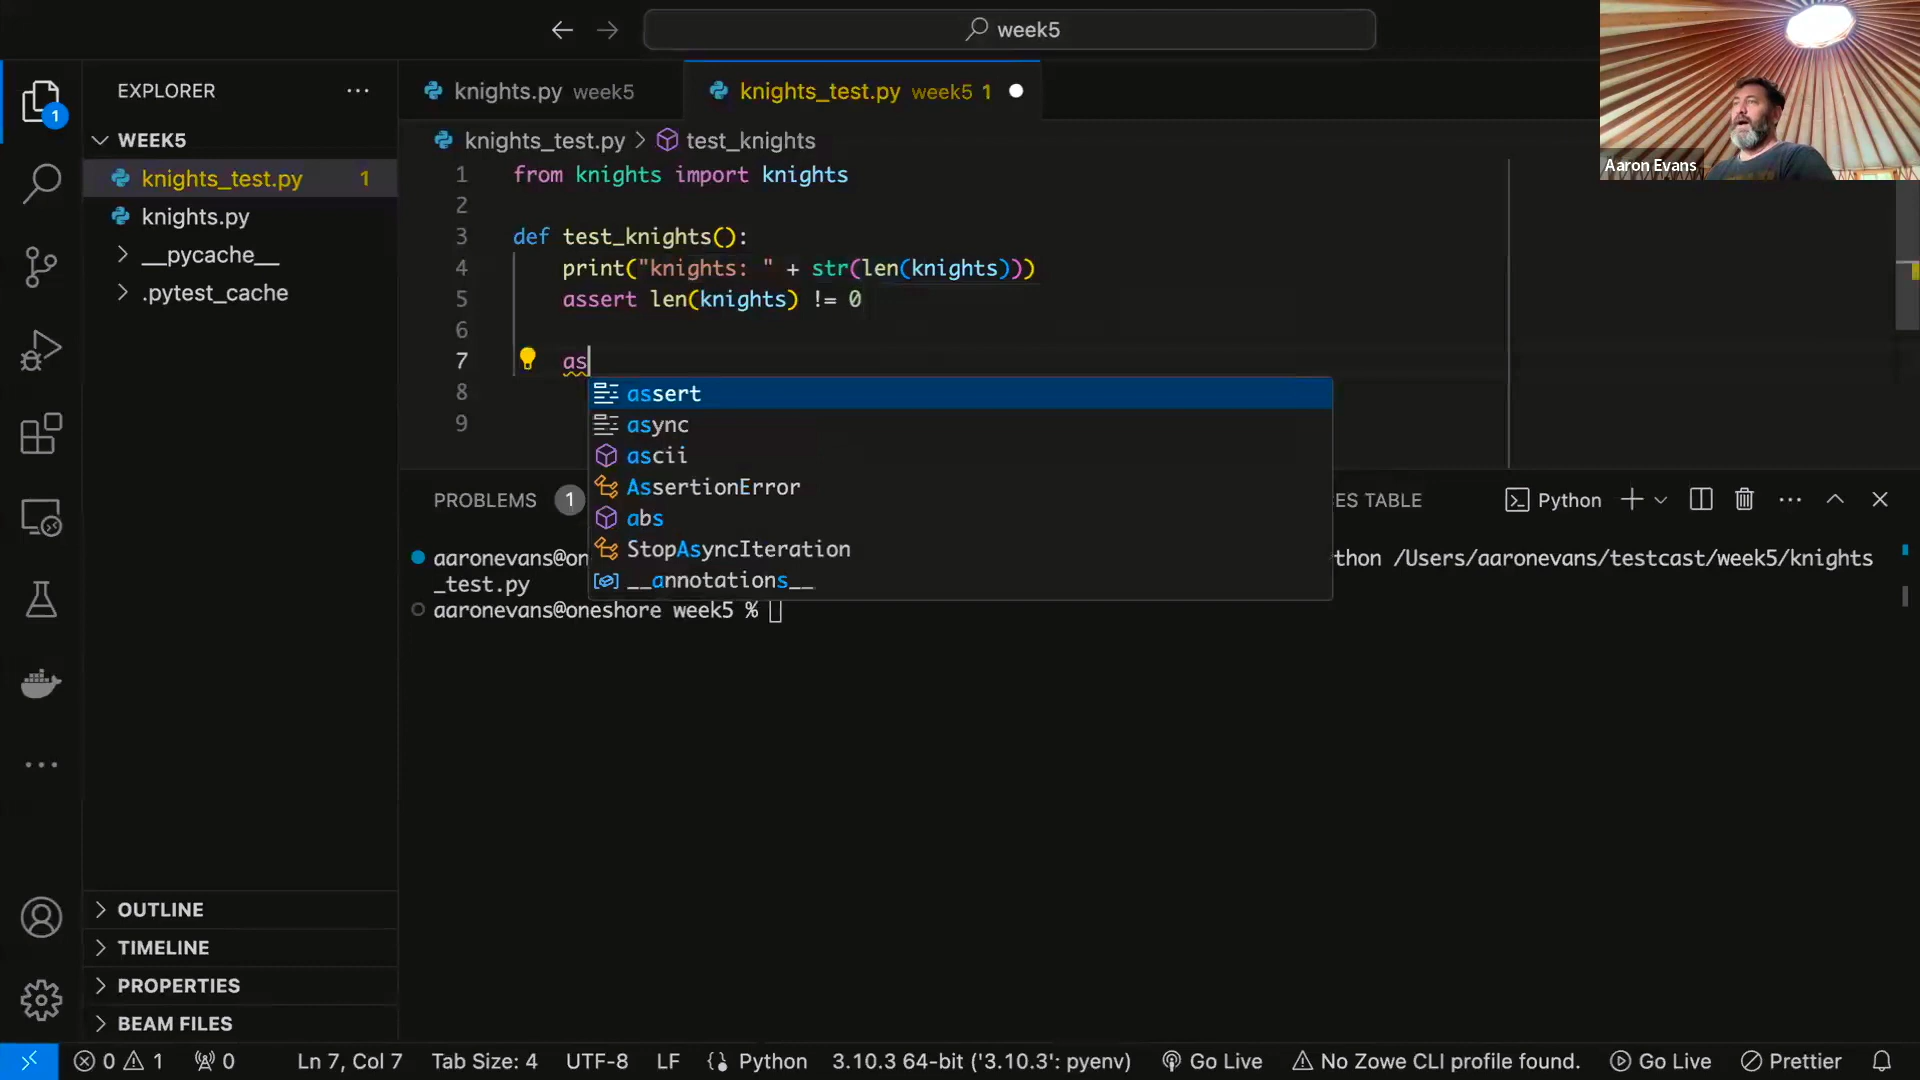 week5
Aaron Evans
EXPLORER
WEEK5
knights_test.py 1
knights.py
__pycache__
.pytest_cache
OUTLINE
TIMELINE
PROPERTIES
BEAM FILES
1
knights.py week5
knights_test.py week5 1
knights_test.py > test_knights
1 from knights import knights
2
3 def test_knights():
4 print("knights: " + str(len(knights)))
5 assert len(knights) != 0
6
7 as
8
9
assert
async
ascii
AssertionError
abs
StopAsyncIteration
__annotations__
PROBLEMS 1 ES TABLE Python
aaronevans@on thon /Users/aaronevans/testcast/week5/knights
_test.py
aaronevans@oneshore week5 %
0 1 0 Ln 7, Col 7 Tab Size: 4 UTF-8 LF Python 3.10.3 64-bit ('3.10.3': pyenv) Go Live No Zowe CLI profile found. Go Live Prettier